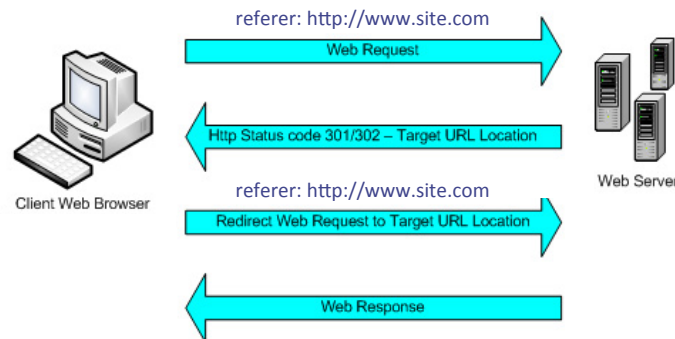 referer: http://www.site.com
Web Request
Http Status code 301/302 – Target URL Location
Web Server
referer: http://www.site.com
Client Web Browser
Redirect Web Request to Target URL Location
Web Response